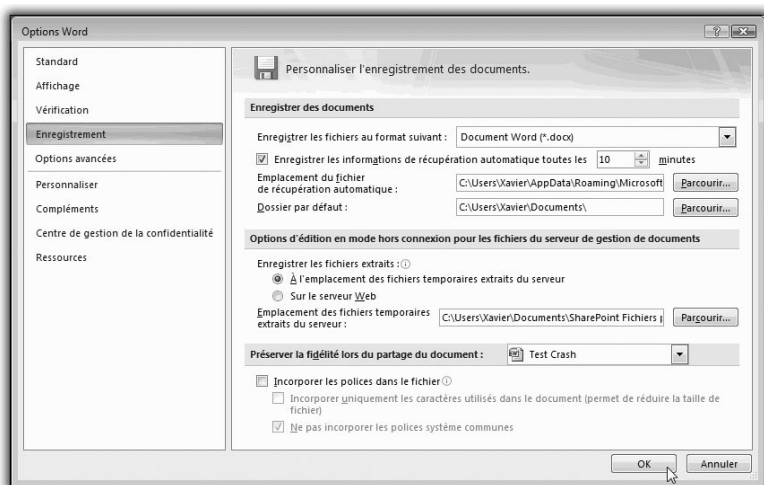 Options Word
Standard
Affichage
Vérification
Enregistrement
Options avancées
Personnaliser
Compléments
Centre de gestion de la confidentialité
Ressources
Personnaliser l'enregistrement des documents.
Enregistrer des documents
Enregistrer les fichiers au format suivant : Document Word (*.docx)
Enregistrer les informations de récupération automatique toutes les 10 minutes
Emplacement du fichier
de récupération automatique : C:\Users\Xavier\AppData\Roaming\Microsoft Parcourir...
Dossier par défaut : C:\Users\Xavier\Documents\ Parcourir...
Options d'édition en mode hors connexion pour les fichiers du serveur de gestion de documents
Enregistrer les fichiers extraits :
À l'emplacement des fichiers temporaires extraits du serveur
Sur le serveur Web
Emplacement des fichiers temporaires
extraits du serveur : C:\Users\Xavier\Documents\SharePoint Fichiers Parcourir...
Préserver la fidélité lors du partage du document : Test Crash
Incorporer les polices dans le fichier
Incorporer uniquement les caractères utilisés dans le document (permet de réduire la taille de
fichier)
Ne pas incorporer les polices système communes
OK Annuler